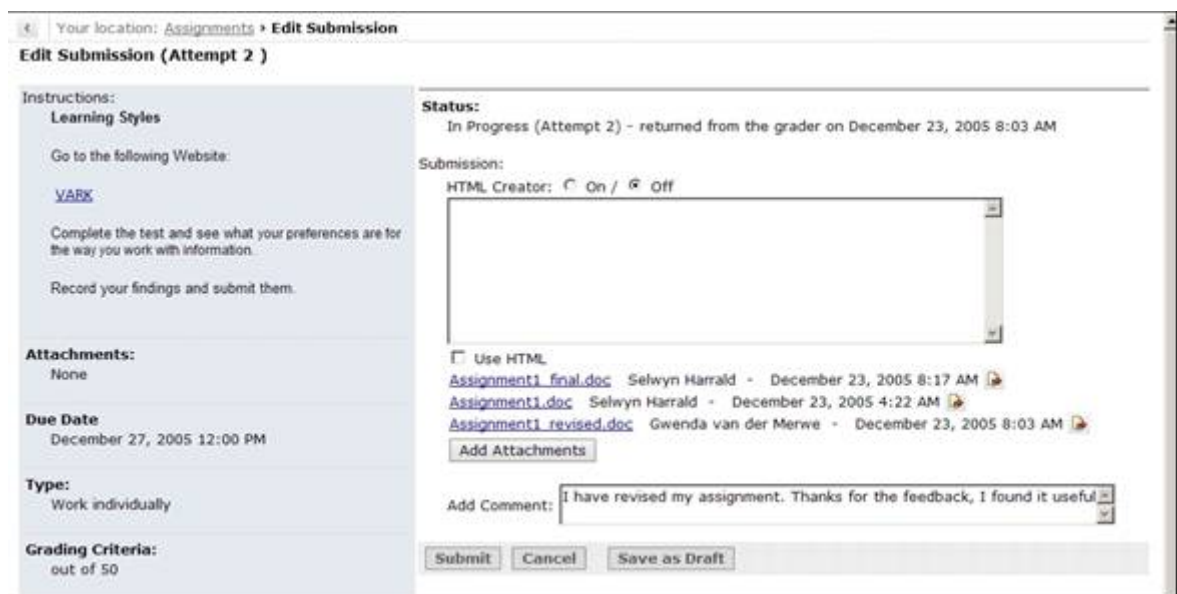 Your location: Assignments › Edit Submission
Edit Submission (Attempt 2 )
Instructions:
Learning Styles
Go to the following Website:
VARK
Complete the test and see what your preferences are for
the way you work with information.
Record your findings and submit them.
Attachments:
None
Due Date
December 27, 2005 12:00 PM
Type:
Work individually
Grading Criteria:
out of 50
Status:
In Progress (Attempt 2) - returned from the grader on December 23, 2005 8:03 AM
Submission:
HTML Creator: On / Off
Use HTML
Assignment1_final.doc Selwyn Harrald - December 23, 2005 8:17 AM
Assignment1.doc Selwyn Harrald - December 23, 2005 4:22 AM
Assignment1_revised.doc Gwenda van der Merwe - December 23, 2005 8:03 AM
Add Attachments
Add Comment: I have revised my assignment. Thanks for the feedback, I found it useful
Submit Cancel Save as Draft